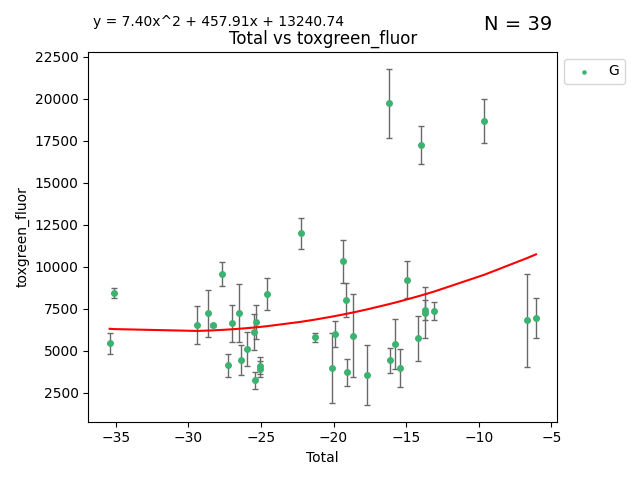 y = 7.40x^2 + 457.91x + 13240.74
N = 39
Total vs toxgreen_fluor
G
22500
20000
17500
15000
12500
10000
7500
5000
2500
toxgreen_fluor
−35 −30 −25 −20 −15 −10 −5
Total